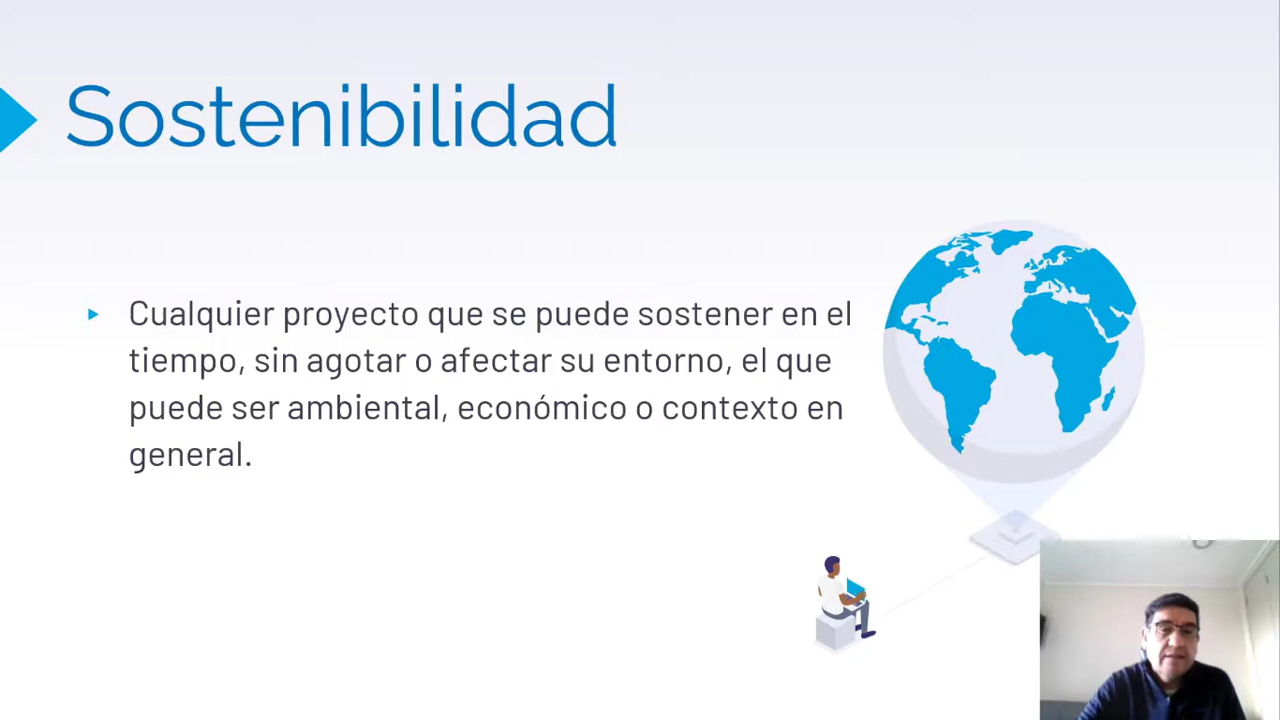 Sostenibilidad
Cualquier proyecto que se puede sostener en el
tiempo, sin agotar o afectar su entorno, el que
puede ser ambiental, económico o contexto en
general.